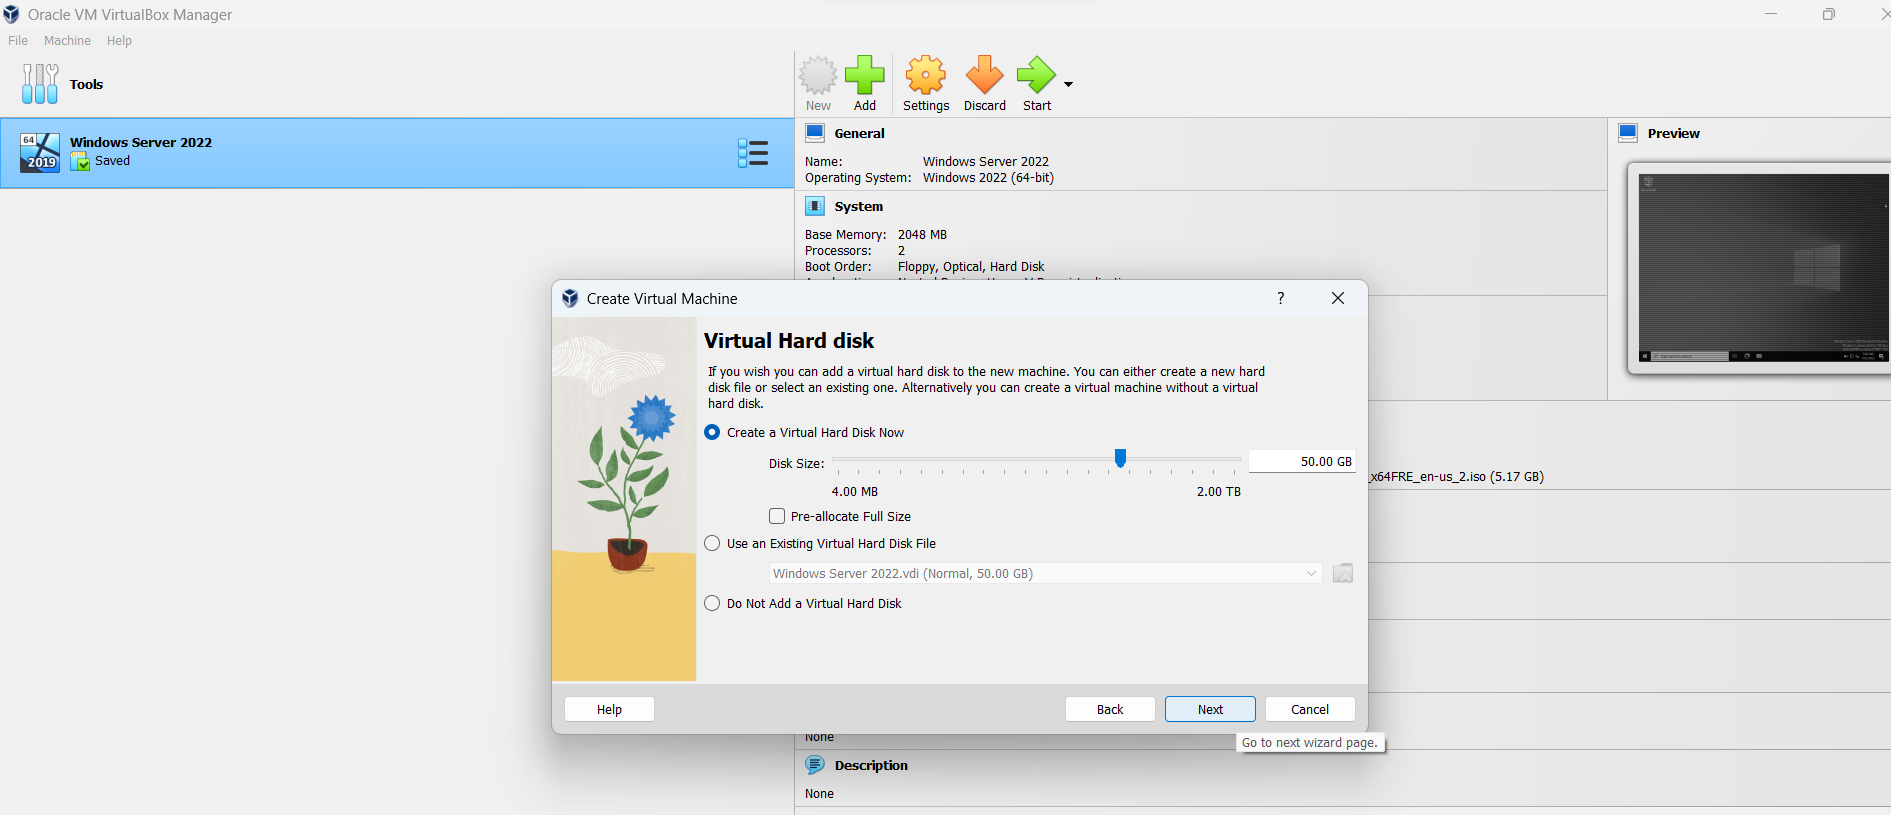 Oracle VM VirtualBox Manager
File Machine Help
Tools
New Add Settings Discard Start
64
2019
Windows Server 2022
Saved
General
Name: Windows Server 2022
Operating System: Windows 2022 (64-bit)
System
Base Memory: 2048 MB
Processors: 2
Boot Order: Floppy, Optical, Hard Disk
Preview
Create Virtual Machine
?
Virtual Hard disk
If you wish you can add a virtual hard disk to the new machine. You can either create a new hard
disk file or select an existing one. Alternatively you can create a virtual machine without a virtual
hard disk.
Create a Virtual Hard Disk Now
Disk Size: 50.00 GB
4.00 MB 2.00 TB
Pre-allocate Full Size
Use an Existing Virtual Hard Disk File
Windows Server 2022.vdi (Normal, 50.00 GB)
Do Not Add a Virtual Hard Disk
Help Back Next Cancel
Go to next wizard page.
_x64FRE_en-us_2.iso (5.17 GB)
None
Description
None